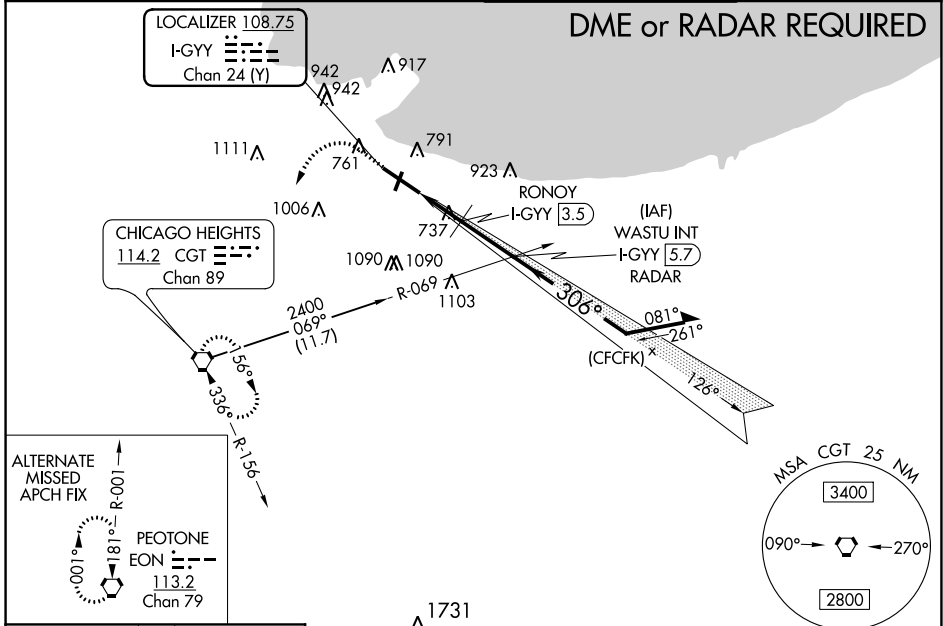 DME or RADAR REQUIRED
LOCALIZER 108.75
I-GYY
Chan 24 (Y)
942
942
917
1111
761
791
923
1006
737
RONOY
I-GYY 3.5
(IAF)
WASTU INT
I-GYY 5.7
RADAR
CHICAGO HEIGHTS
114.2 CGT
Chan 89
1090
1090
1103
R-069
2400
069°
(11.7)
306°
081°
261°
(CFCFK)
x
126°
156°
336°
R-156
ALTERNATE
MISSED
APCH FIX
R-001
181°
001°
PEOTONE
EON
113.2
Chan 79
1731
MSA CGT 25 NM
3400
090°
270°
2800